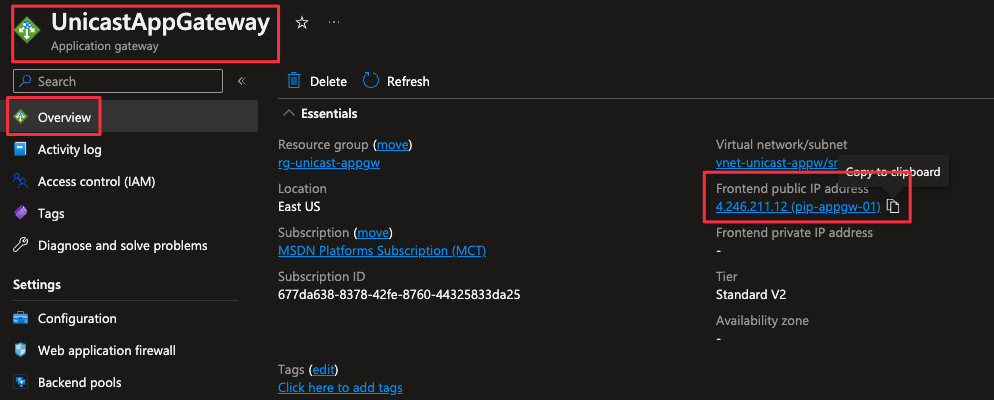 UnicastAppGateway
Application gateway
Search
Overview
Activity log
Access control (IAM)
Tags
Diagnose and solve problems
Settings
Configuration
Web application firewall
Backend pools
Delete Refresh
Essentials
Resource group (move)
rg-unicast-appgw
Location
East US
Subscription (move)
MSDN Platforms Subscription (MCT)
Subscription ID
677da638-8378-42fe-8760-44325833da25
Tags (edit)
Click here to add tags
Virtual network/subnet
vnet-unicast-appw/sr
Copy to clipboard
Frontend public IP address
4.246.211.12 (pip-appgw-01)
Frontend private IP address
-
Tier
Standard V2
Availability zone
-